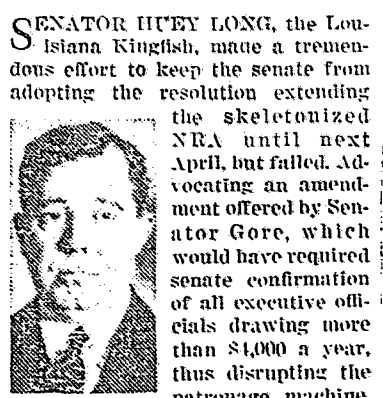 SENATOR HUEY LONG, the Lou-
isiana Kingfish, made a tremen-
dous effort to keep the senate from
adopting the resolution extending
the skeletonized
NRA until next
April, but failed. Ad-
vocating an amend-
ment offered by Sen-
ator Gore, which
would have required
senate confirmation
of all executive offi-
cials drawing more
than $4,000 a year,
thus disrupting the
patronage machine,